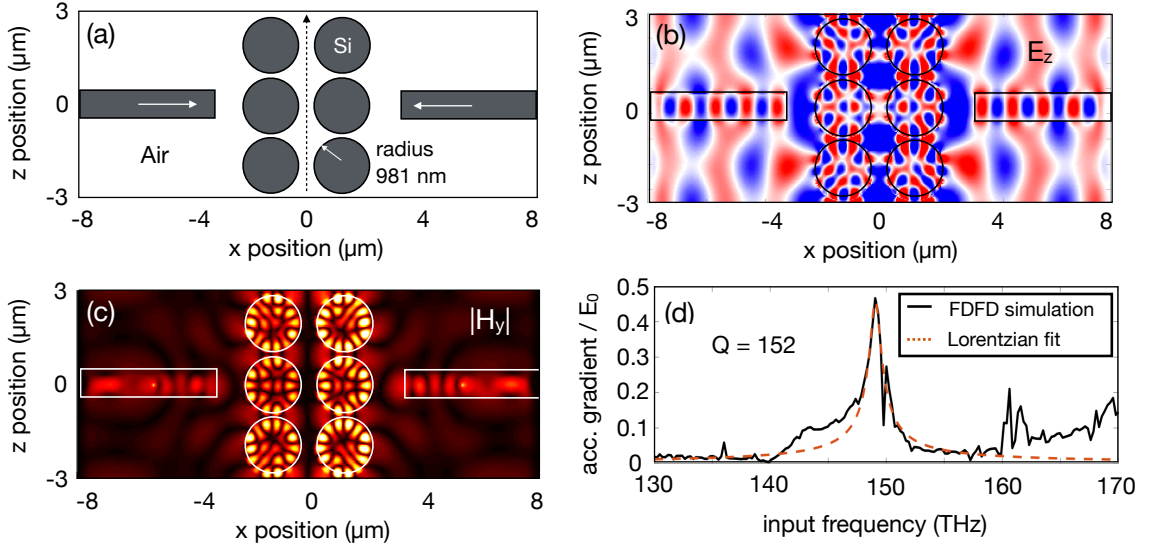 (a)
Si
Air
radius
981 nm
z position (μm)
3
0
-3
-8
-4
0
4
8
x position (μm)
(b)
E_z
z position (μm)
3
0
-3
-8
-4
0
4
8
x position (μm)
(c)
|H_y|
z position (μm)
3
0
-3
-8
-4
0
4
8
x position (μm)
(d)
Q = 152
FDFD simulation
Lorentzian fit
acc. gradient / E_0
0.5
0.4
0.3
0.2
0.1
0
130
140
150
160
170
input frequency (THz)